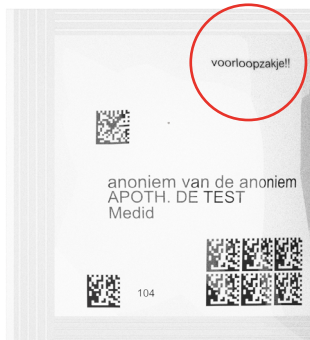 voorloopzakje!!
anoniem van de anoniem
APOTH. DE TEST
Medid
104